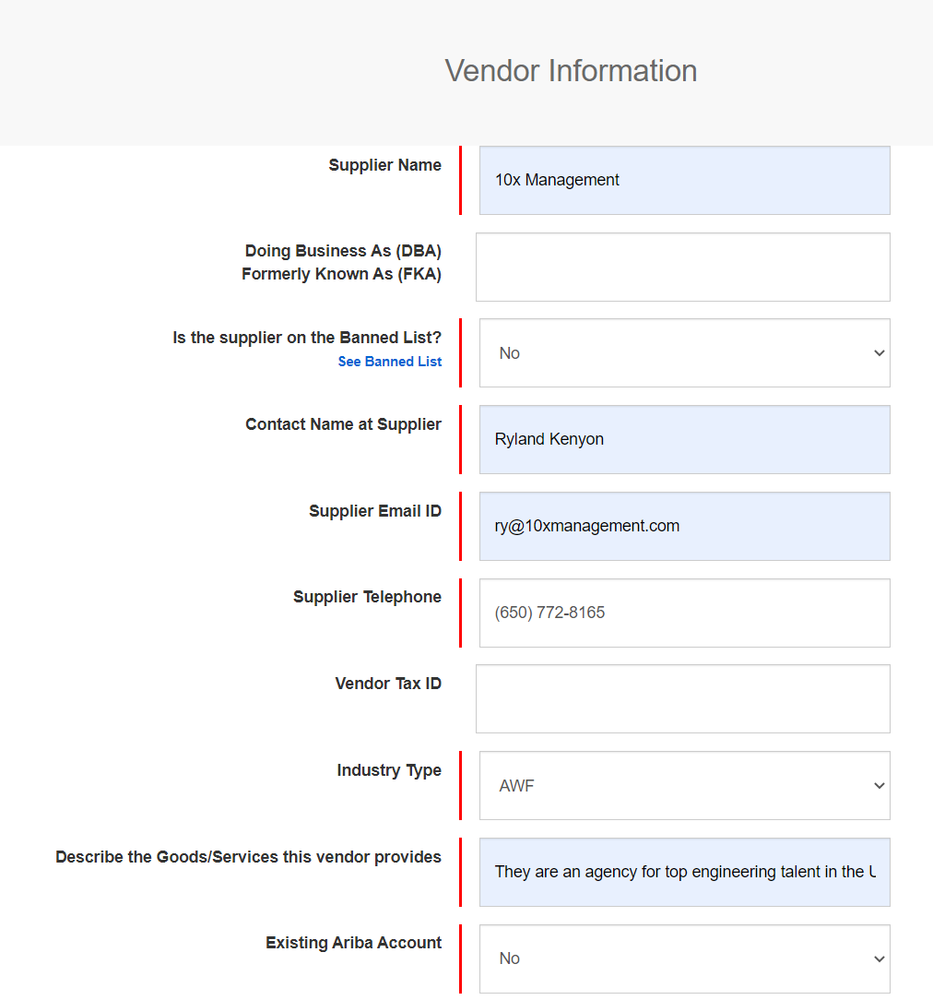 Vendor Information
Supplier Name
10x Management
Doing Business As (DBA)
Formerly Known As (FKA)
Is the supplier on the Banned List?
See Banned List
No
Contact Name at Supplier
Ryland Kenyon
Supplier Email ID
ry@10xmanagement.com
Supplier Telephone
(650) 772-8165
Vendor Tax ID
Industry Type
AWF
Describe the Goods/Services this vendor provides
They are an agency for top engineering talent in the
Existing Ariba Account
No